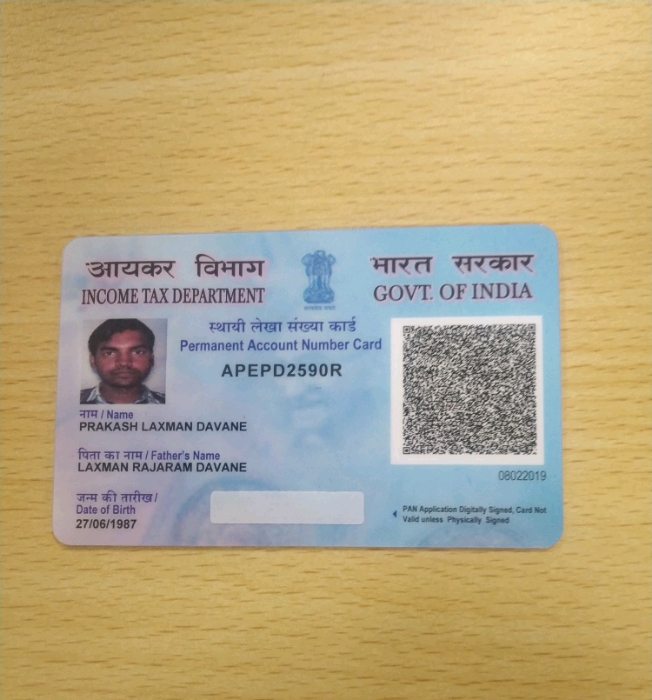 आयकर विभाग
INCOME TAX DEPARTMENT
भारत सरकार
GOVT. OF INDIA
स्थायी लेखा संख्या कार्ड
Permanent Account Number Card
APEPD2590R
नाम / Name
PRAKASH LAXMAN DAVANE
पिता का नाम / Father's Name
LAXMAN RAJARAM DAVANE
जन्म की तारीख /
Date of Birth
27/06/1987
08022019
PAN Application Digitally Signed, Card Not
Valid unless Physically Signed